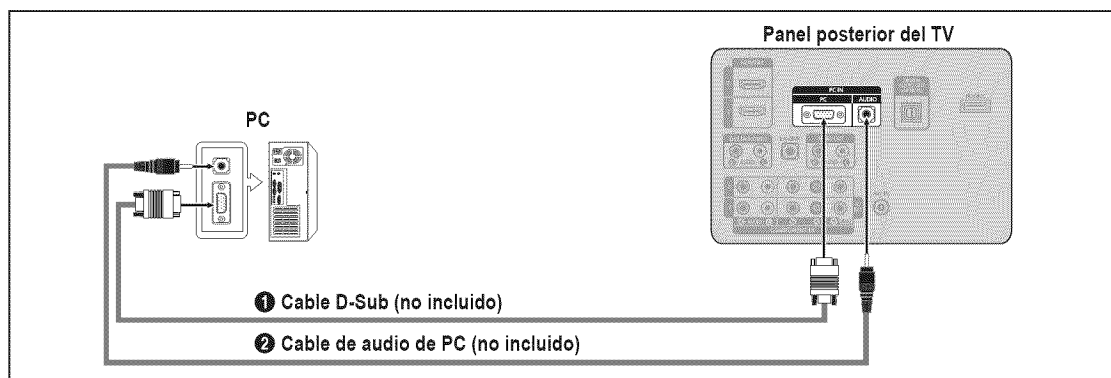 Panel posterior del TV
PC IN
PC
AUDIO
PC
❶ Cable D-Sub (no incluido)
❷ Cable de audio de PC (no incluido)